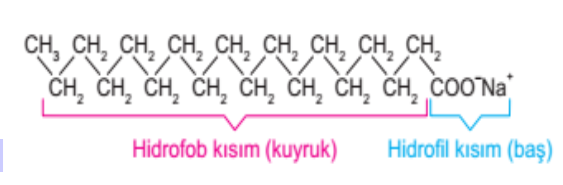 CH₃ CH₂ CH₂ CH₂ CH₂ CH₂ CH₂ CH₂ CH₂
CH₂ CH₂ CH₂ CH₂ CH₂ CH₂ CH₂ CH₂ COO⁻Na⁺
Hidrofob kısım (kuyruk) Hidrofil kısım (baş)